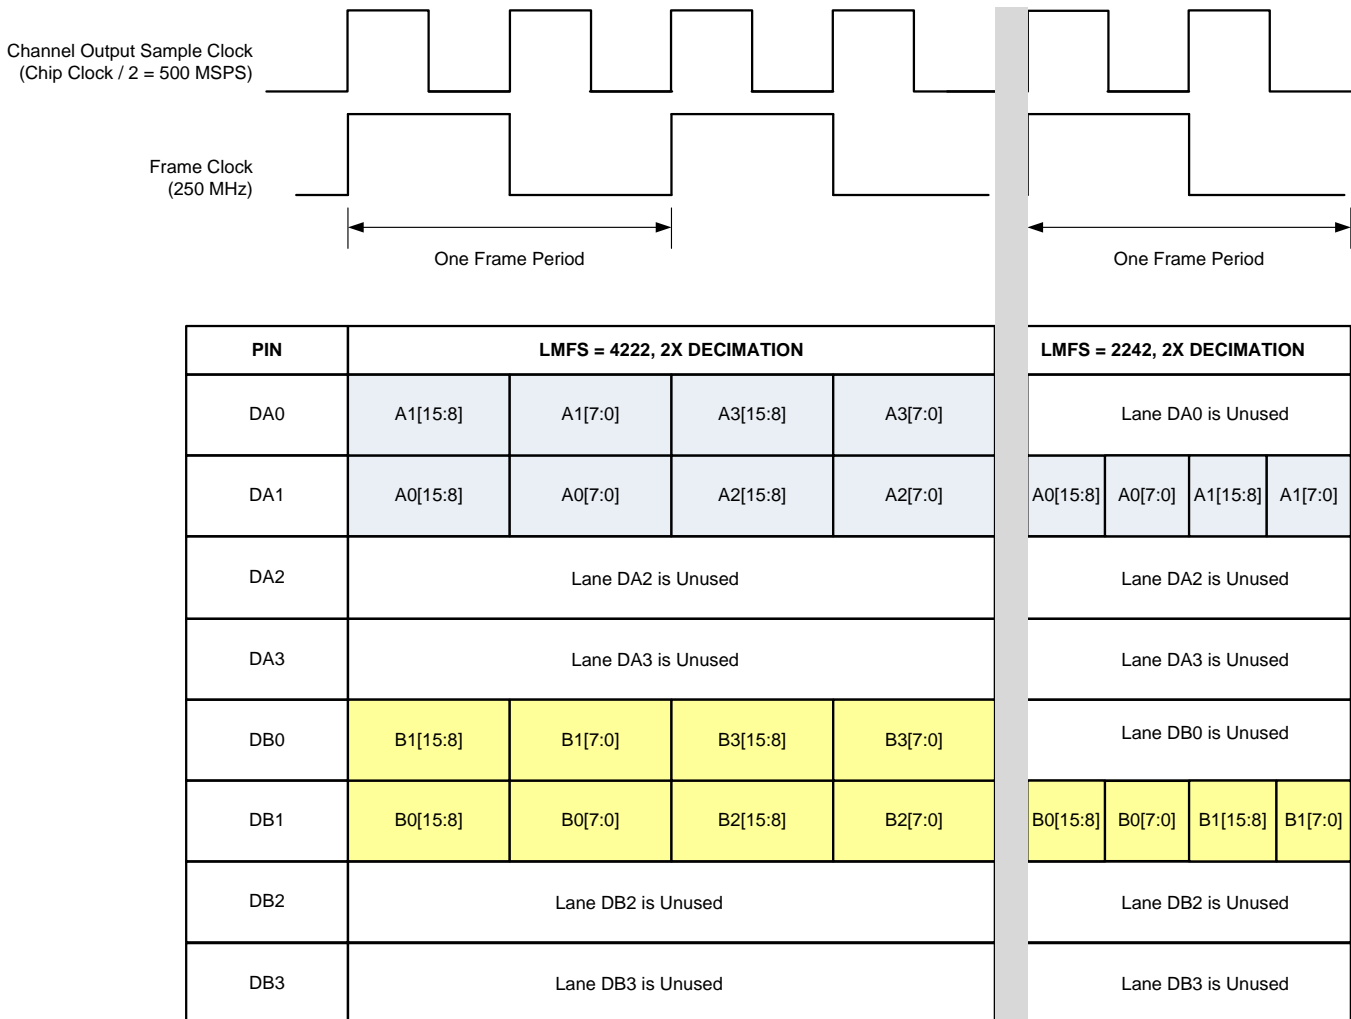 Channel Output Sample Clock
(Chip Clock / 2 = 500 MSPS)
Frame Clock
(250 MHz)
One Frame Period
One Frame Period
PIN
LMFS = 4222, 2X DECIMATION
LMFS = 2242, 2X DECIMATION
DA0
A1[15:8]
A1[7:0]
A3[15:8]
A3[7:0]
Lane DA0 is Unused
DA1
A0[15:8]
A0[7:0]
A2[15:8]
A2[7:0]
A0[15:8]
A0[7:0]
A1[15:8]
A1[7:0]
DA2
Lane DA2 is Unused
Lane DA2 is Unused
DA3
Lane DA3 is Unused
Lane DA3 is Unused
DB0
B1[15:8]
B1[7:0]
B3[15:8]
B3[7:0]
Lane DB0 is Unused
DB1
B0[15:8]
B0[7:0]
B2[15:8]
B2[7:0]
B0[15:8]
B0[7:0]
B1[15:8]
B1[7:0]
DB2
Lane DB2 is Unused
Lane DB2 is Unused
DB3
Lane DB3 is Unused
Lane DB3 is Unused